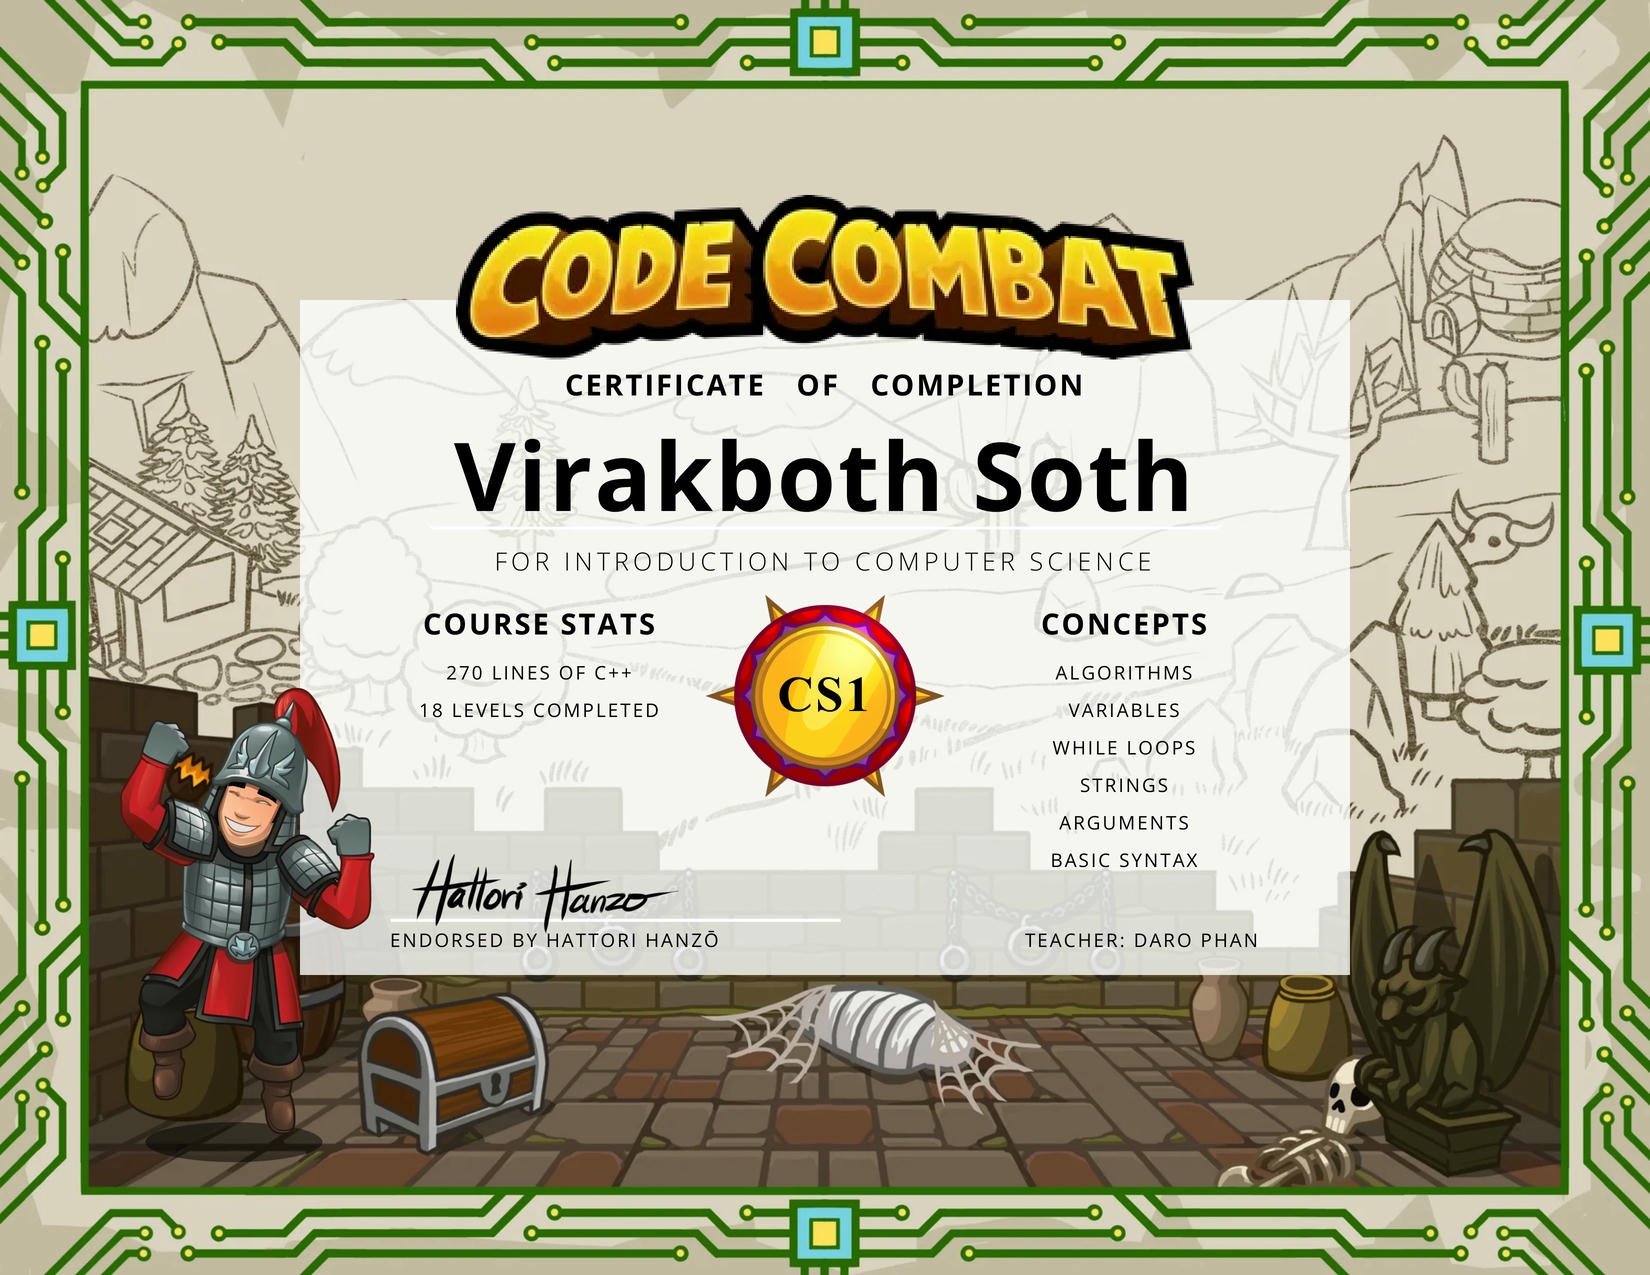 CODE COMBAT
CERTIFICATE OF COMPLETION
Virakboth Soth
FOR INTRODUCTION TO COMPUTER SCIENCE
COURSE STATS
270 LINES OF C++
18 LEVELS COMPLETED
CS1
CONCEPTS
ALGORITHMS
VARIABLES
WHILE LOOPS
STRINGS
ARGUMENTS
BASIC SYNTAX
Hattori Hanzo
ENDORSED BY HATTORI HANZŌ
TEACHER: DARO PHAN